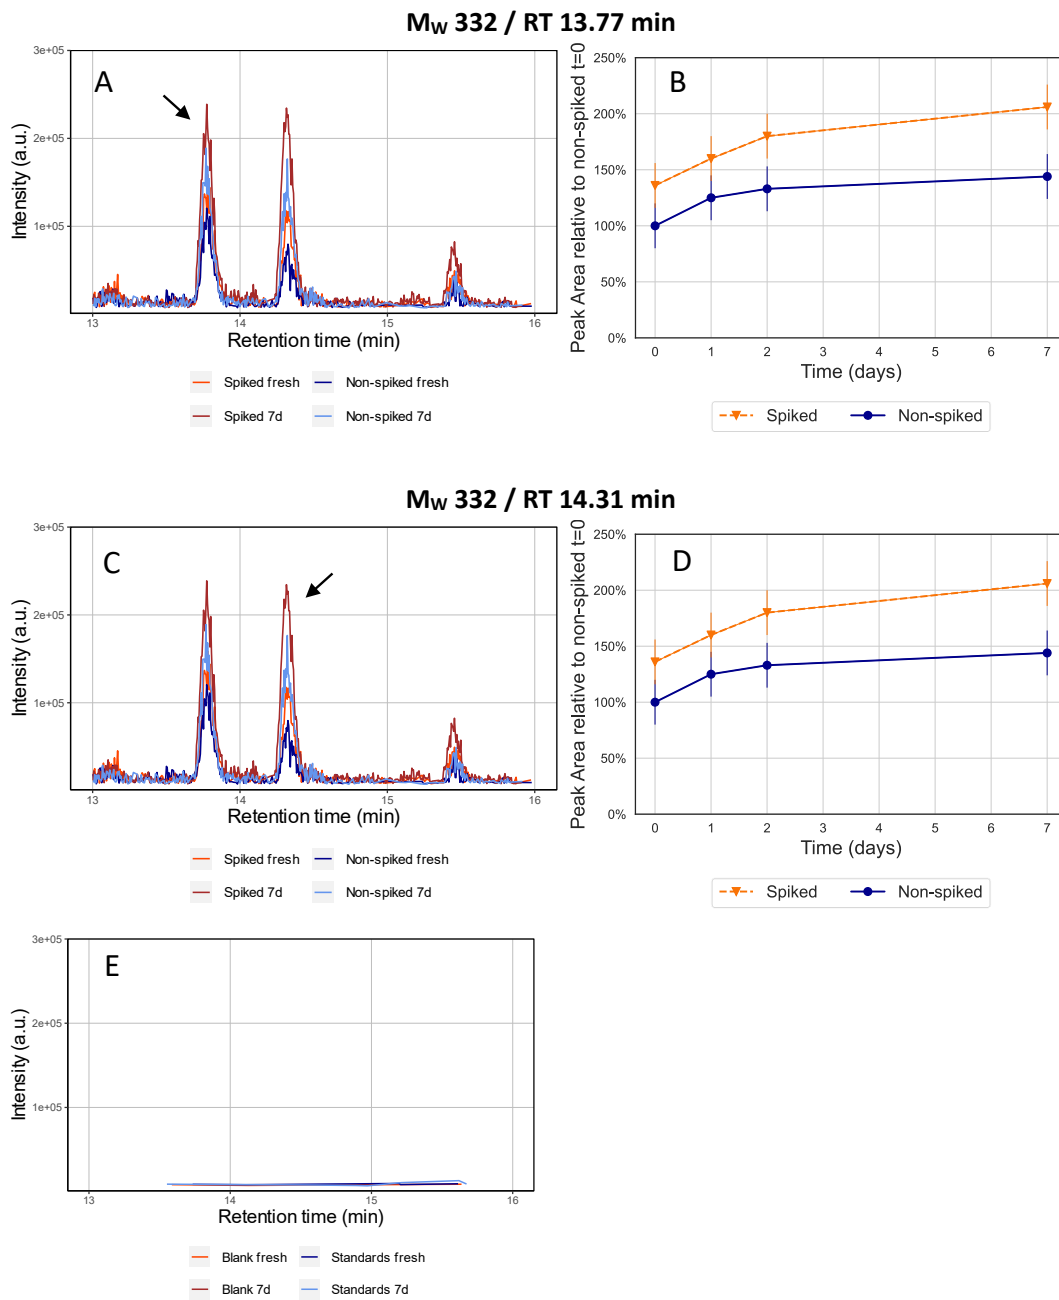 M_W 332 / RT 13.77 min
A
3e+05
2e+05
1e+05
Intensity (a.u.)
13 14 15 16
Retention time (min)
Spiked fresh Non-spiked fresh
Spiked 7d Non-spiked 7d
B
250%
200%
150%
100%
50%
0%
Peak Area relative to non-spiked t=0
0 1 2 3 4 5 6 7
Time (days)
Spiked Non-spiked
M_W 332 / RT 14.31 min
C
3e+05
2e+05
1e+05
Intensity (a.u.)
13 14 15 16
Retention time (min)
Spiked fresh Non-spiked fresh
Spiked 7d Non-spiked 7d
D
250%
200%
150%
100%
50%
0%
Peak Area relative to non-spiked t=0
0 1 2 3 4 5 6 7
Time (days)
Spiked Non-spiked
E
3e+05
2e+05
1e+05
Intensity (a.u.)
13 14 15 16
Retention time (min)
Blank fresh Standards fresh
Blank 7d Standards 7d